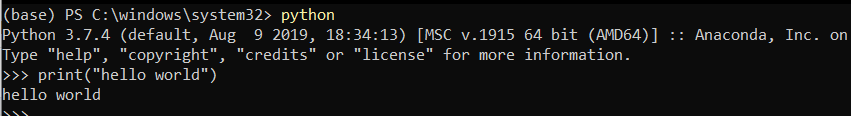 (base) PS C:\windows\system32> python
Python 3.7.4 (default, Aug  9 2019, 18:34:13) [MSC v.1915 64 bit (AMD64)] :: Anaconda, Inc. on
Type "help", "copyright", "credits" or "license" for more information.
>>> print("hello world")
hello world
>>>